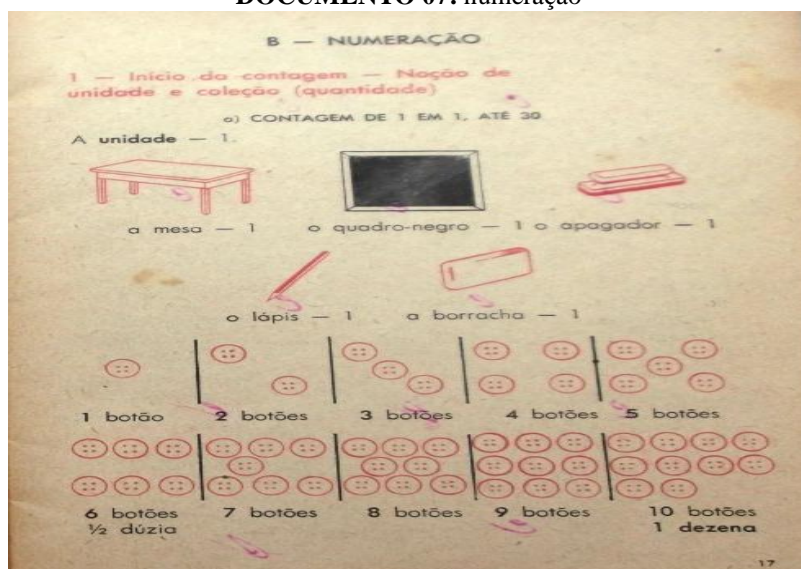 DOCUMENTO 07: numeração
B — NUMERAÇÃO
1 — Início da contagem — Noção de
unidade e coleção (quantidade)
a) CONTAGEM DE 1 EM 1, ATÉ 30
A unidade — 1.
a mesa — 1 o quadro-negro — 1 o apagador — 1
o lápis — 1 a borracha — 1
1 botão 2 botões 3 botões 4 botões 5 botões
6 botões 7 botões 8 botões 9 botões 10 botões
½ dúzia 1 dezena
17